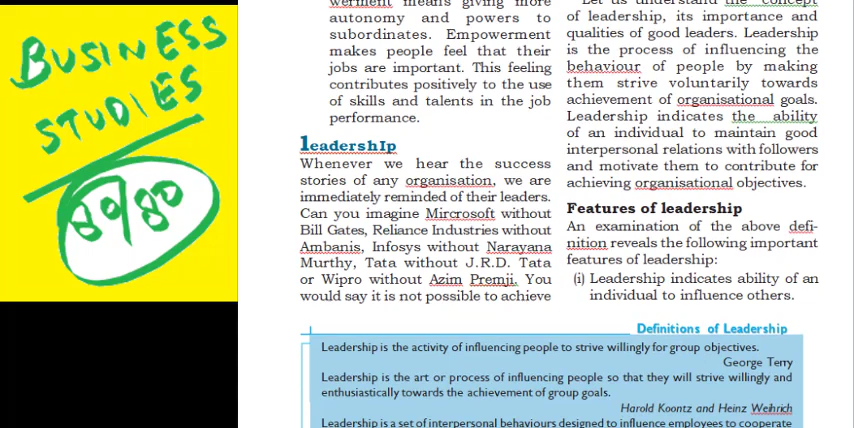 BUSINESS
STUDIES
80/80
werment means giving more
autonomy and powers to
subordinates. Empowerment
makes people feel that their
jobs are important. This feeling
contributes positively to the use
of skills and talents in the job
performance.
leadershIp
Whenever we hear the success
stories of any organisation, we are
immediately reminded of their leaders.
Can you imagine Mircrosoft without
Bill Gates, Reliance Industries without
Ambanis, Infosys without Narayana
Murthy, Tata without J.R.D. Tata
or Wipro without Azim Premji. You
would say it is not possible to achieve
Let us understand the concept
of leadership, its importance and
qualities of good leaders. Leadership
is the process of influencing the
behaviour of people by making
them strive voluntarily towards
achievement of organisational goals.
Leadership indicates the ability
of an individual to maintain good
interpersonal relations with followers
and motivate them to contribute for
achieving organisational objectives.
Features of leadership
An examination of the above defi-
nition reveals the following important
features of leadership:
(i) Leadership indicates ability of an
individual to influence others.
Definitions of Leadership
Leadership is the activity of influencing people to strive willingly for group objectives.
George Terry
Leadership is the art or process of influencing people so that they will strive willingly and
enthusiastically towards the achievement of group goals.
Harold Koontz and Heinz Weihrich
Leadership is a set of interpersonal behaviours designed to influence employees to cooperate